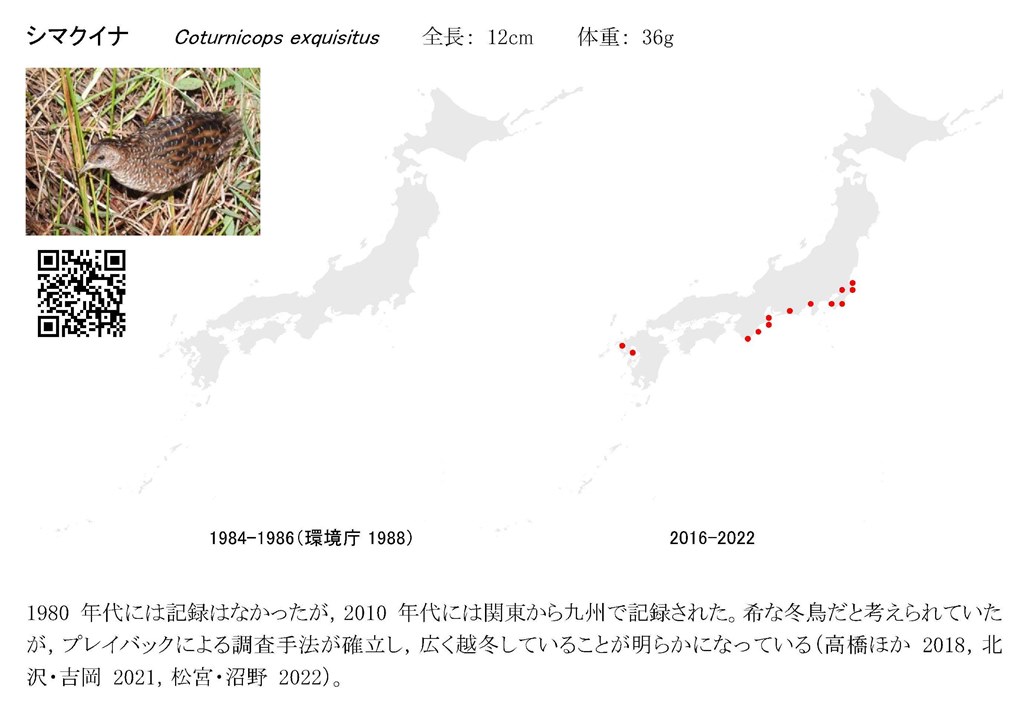 シマクイナ Coturnicops exquisitus 全長: 12cm 体重: 36g
1984-1986(環境庁 1988) 2016-2022
1980 年代には記録はなかったが,2010 年代には関東から九州で記録された。希な冬鳥だと考えられていた
が,プレイバックによる調査手法が確立し,広く越冬していることが明らかになっている(高橋ほか 2018,北
沢・吉岡 2021,松宮・沼野 2022)。